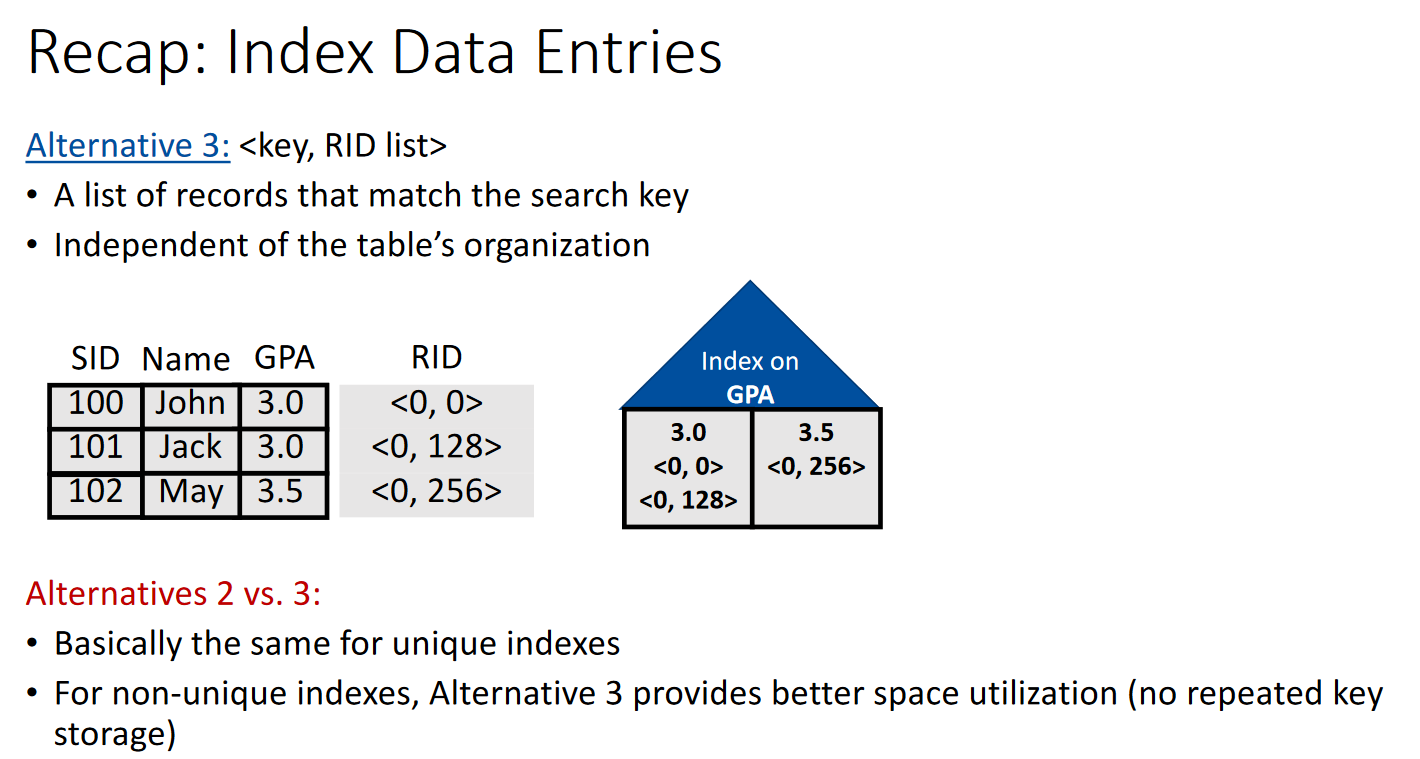 Recap: Index Data Entries
Alternative 3: <key, RID list>
• A list of records that match the search key
• Independent of the table’s organization
SID Name GPA RID
100 John 3.0 <0, 0>
101 Jack 3.0 <0, 128>
102 May 3.5 <0, 256>
Index on
GPA
3.0 3.5
<0, 0> <0, 256>
<0, 128>
Alternatives 2 vs. 3:
• Basically the same for unique indexes
• For non-unique indexes, Alternative 3 provides better space utilization (no repeated key
storage)